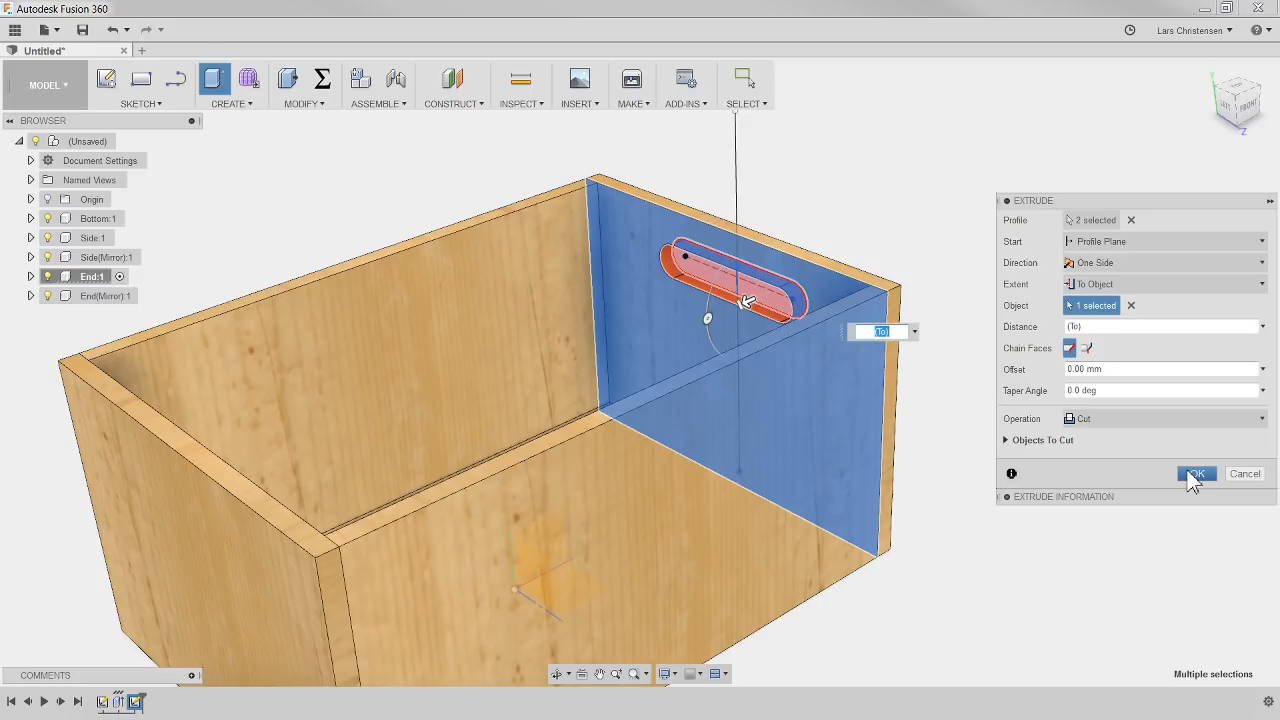 Autodesk Fusion 360
Lars Christensen
Untitled*
MODEL
SKETCH
CREATE
MODIFY
ASSEMBLE
CONSTRUCT
INSPECT
INSERT
MAKE
ADD-INS
SELECT
BROWSER
(Unsaved)
Document Settings
Named Views
Origin
Bottom:1
Side:1
Side(Mirror):1
End:1
End(Mirror):1
LEFT
FRONT
Y
Z
EXTRUDE
Profile 2 selected
Start Profile Plane
Direction One Side
Extent To Object
Object 1 selected
Distance (To)
(To)
Chain Faces
Offset 0.00 mm
Taper Angle 0.0 deg
Operation Cut
Objects To Cut
OK Cancel
EXTRUDE INFORMATION
COMMENTS
Multiple selections